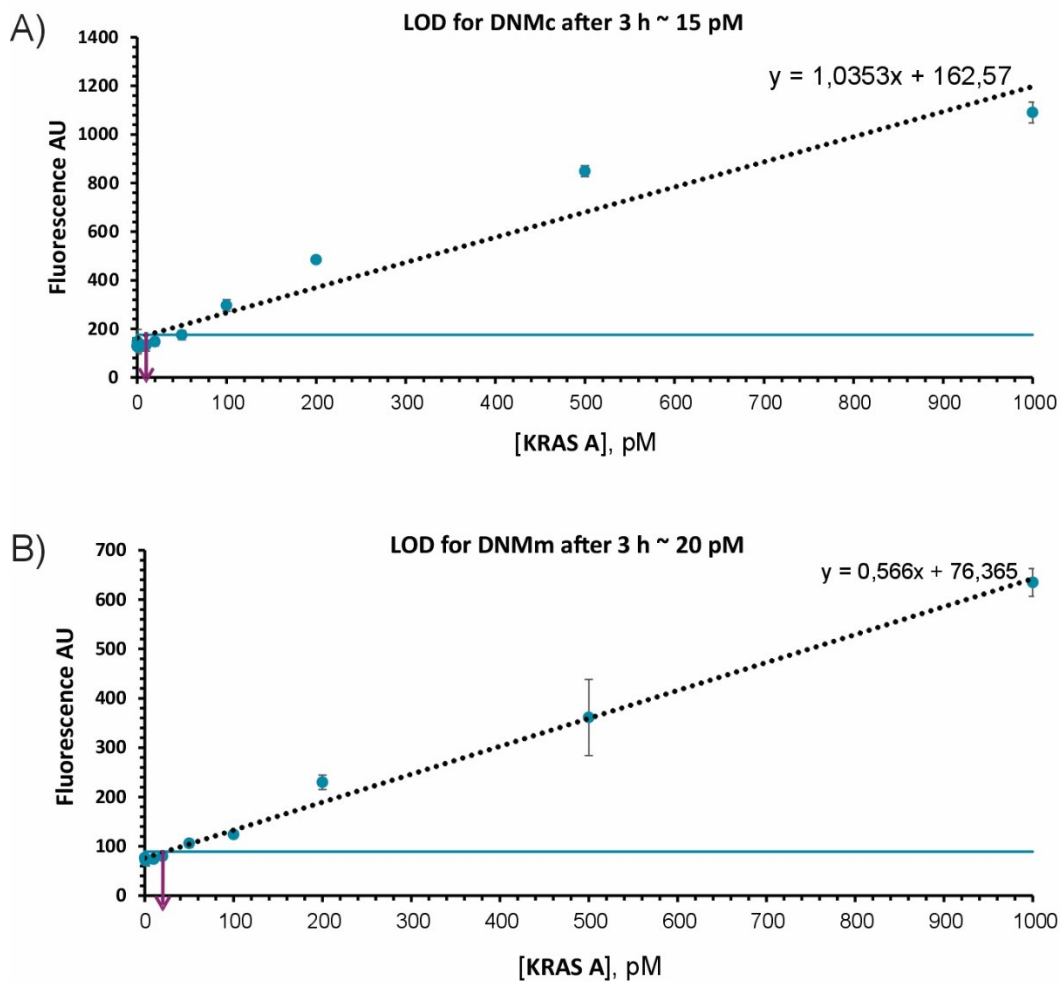 A)
LOD for DNMc after 3 h ~ 15 pM
y = 1,0353x + 162,57
Fluorescence AU
1400
1200
1000
800
600
400
200
0
0 100 200 300 400 500 600 700 800 900 1000
[KRAS A], pM
B)
LOD for DNMm after 3 h ~ 20 pM
y = 0,566x + 76,365
Fluorescence AU
700
600
500
400
300
200
100
0
0 100 200 300 400 500 600 700 800 900 1000
[KRAS A], pM